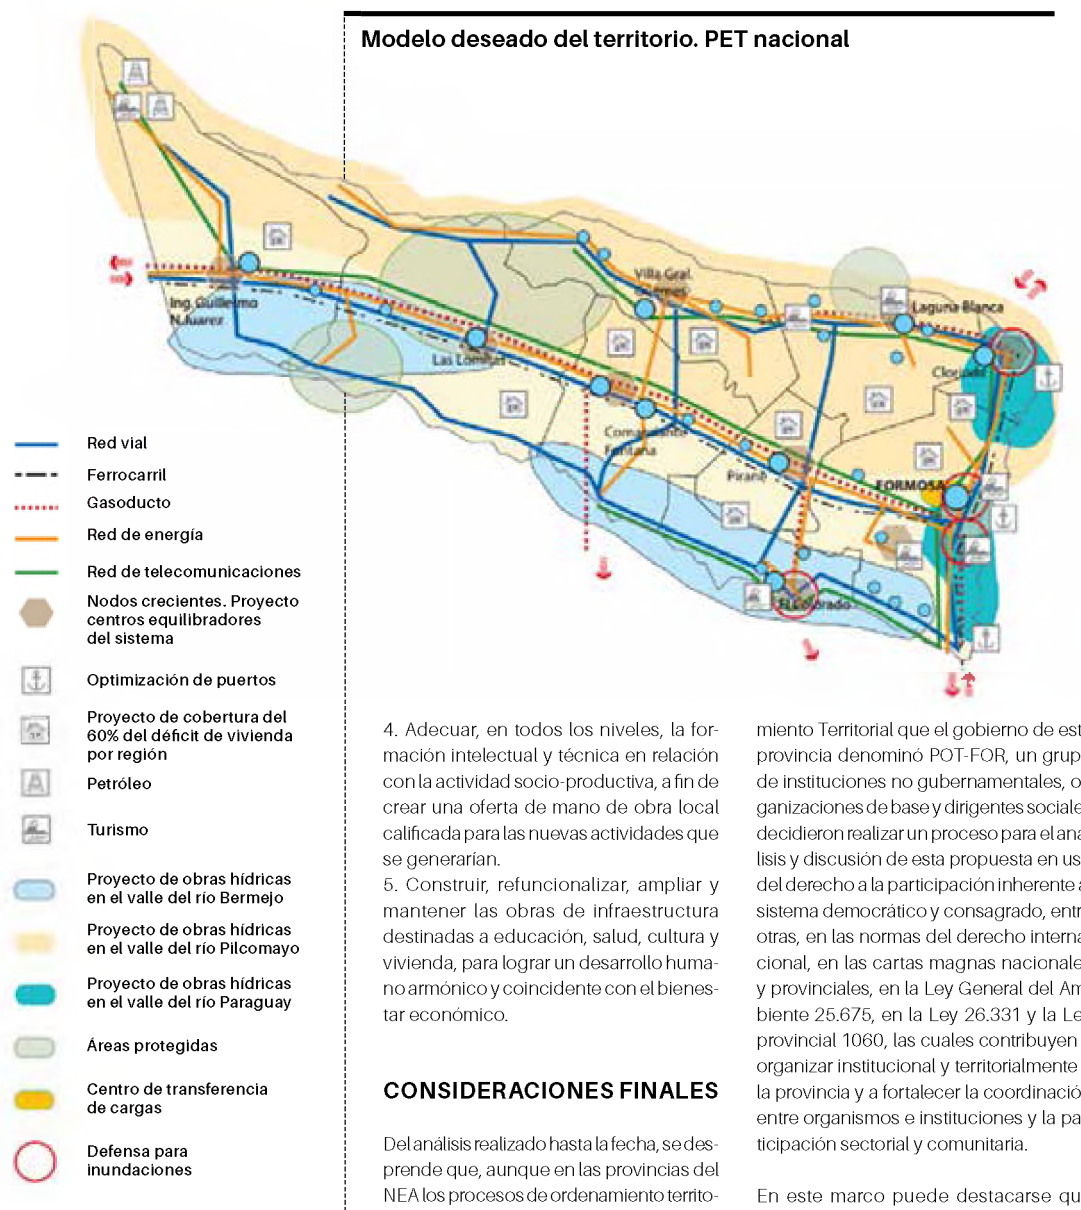 Modelo deseado del territorio. PET nacional
Villa Gral.
Güemes
Laguna Blanca
Ing. Guillelmo
N. Juarez
Las Lomitas
Clorinda
Comandante
Fontana
Pirané
FORMOSA
El Colorado
Red vial
Ferrocarril
Gasoducto
Red de energía
Red de telecomunicaciones
Nodos crecientes. Proyecto
centros equilibradores
del sistema
Optimización de puertos
Proyecto de cobertura del
60% del déficit de vivienda
por región
Petróleo
Turismo
Proyecto de obras hídricas
en el valle del río Bermejo
Proyecto de obras hídricas
en el valle del río Pilcomayo
Proyecto de obras hídricas
en el valle del río Paraguay
Áreas protegidas
Centro de transferencia
de cargas
Defensa para
inundaciones
4. Adecuar, en todos los niveles, la for-
mación intelectual y técnica en relación
con la actividad socio-productiva, a fin de
crear una oferta de mano de obra local
calificada para las nuevas actividades que
se generarían.
5. Construir, refuncionalizar, ampliar y
mantener las obras de infraestructura
destinadas a educación, salud, cultura y
vivienda, para lograr un desarrollo huma-
no armónico y coincidente con el bienes-
tar económico.
CONSIDERACIONES FINALES
Del análisis realizado hasta la fecha, se des-
prende que, aunque en las provincias del
NEA los procesos de ordenamiento territo-
miento Territorial que el gobierno de est
provincia denominó POT-FOR, un grup
de instituciones no gubernamentales, o
ganizaciones de base y dirigentes sociale
decidieron realizar un proceso para el aná
lisis y discusión de esta propuesta en us
del derecho a la participación inherente a
sistema democrático y consagrado, entr
otras, en las normas del derecho interna
cional, en las cartas magnas nacionale
y provinciales, en la Ley General del Am
biente 25.675, en la Ley 26.331 y la Le
provincial 1060, las cuales contribuyen
organizar institucional y territorialmente
la provincia y a fortalecer la coordinació
entre organismos e instituciones y la pa
ticipación sectorial y comunitaria.
En este marco puede destacarse qu